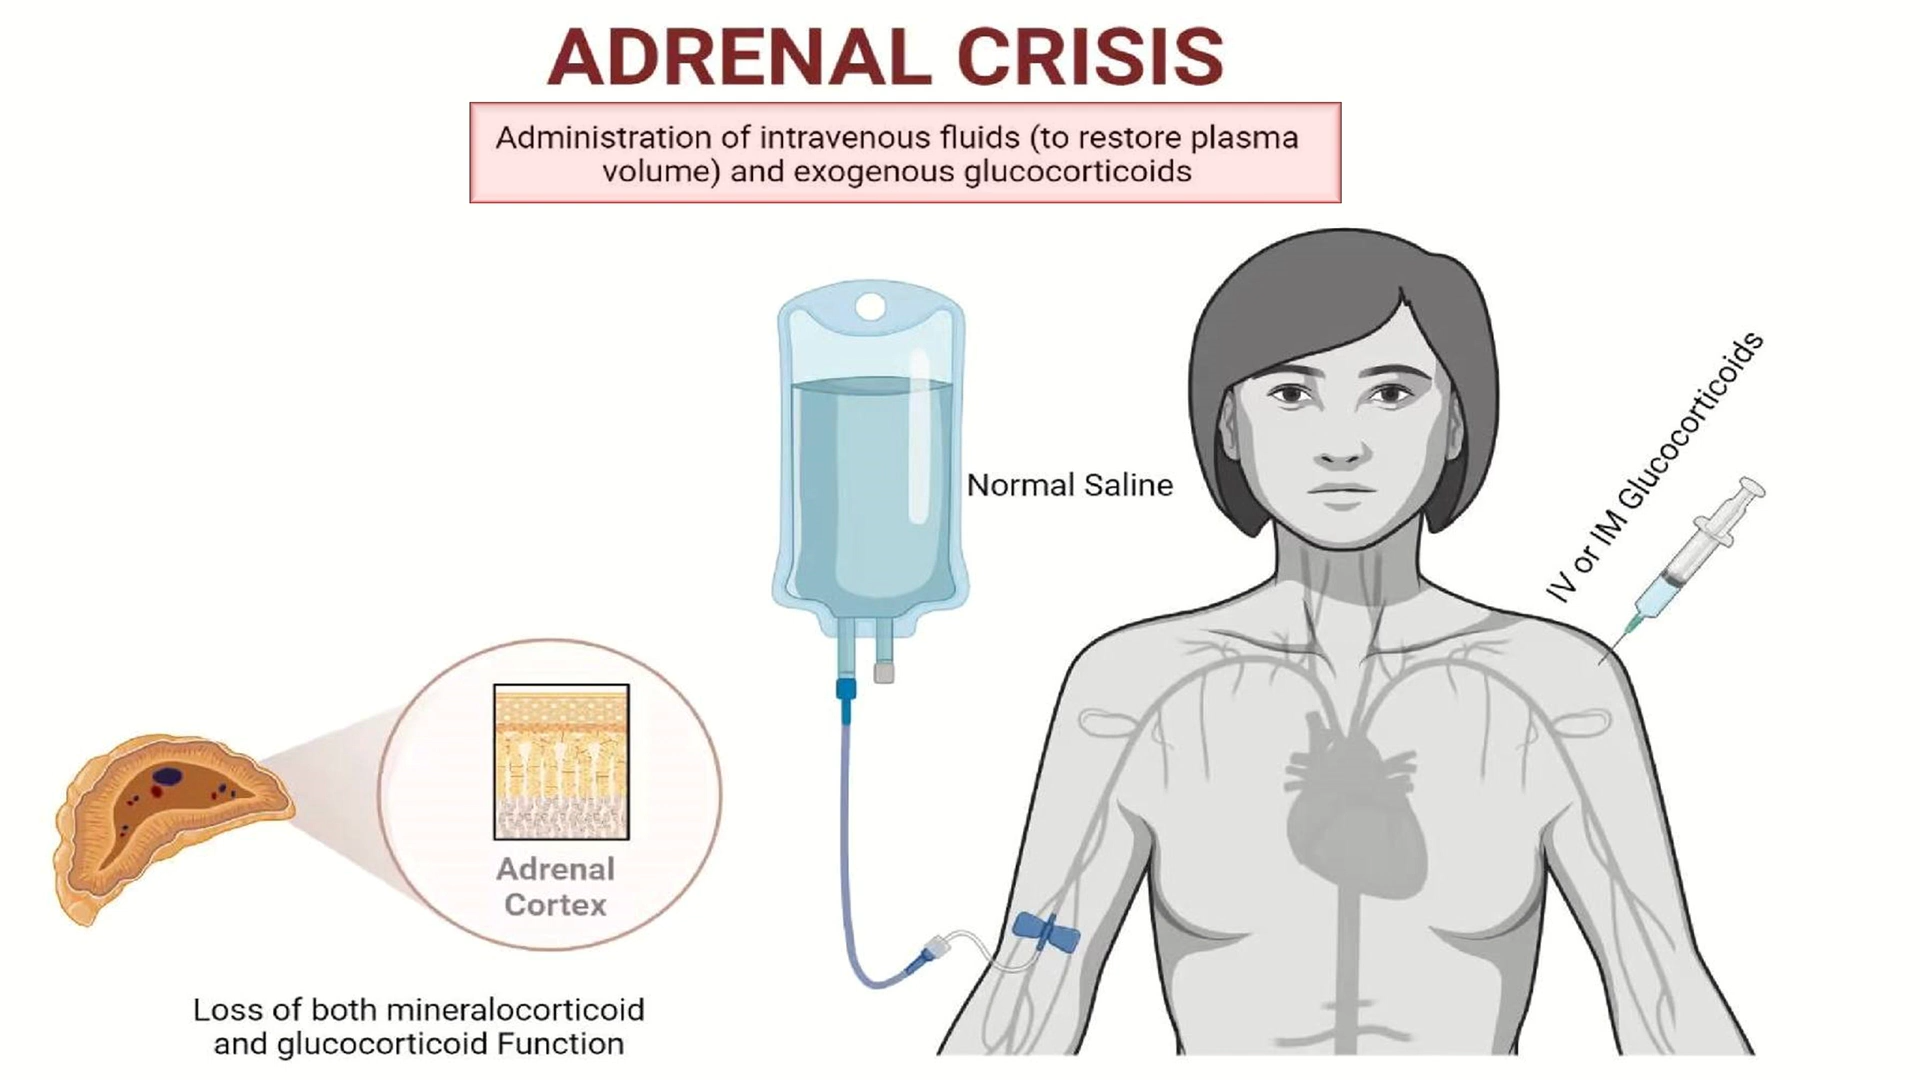 ADRENAL CRISIS
Administration of intravenous fluids (to restore plasma
volume) and exogenous glucocorticoids
Normal Saline
IV or IM Glucocorticoids
Adrenal
Cortex
Loss of both mineralocorticoid
and glucocorticoid Function